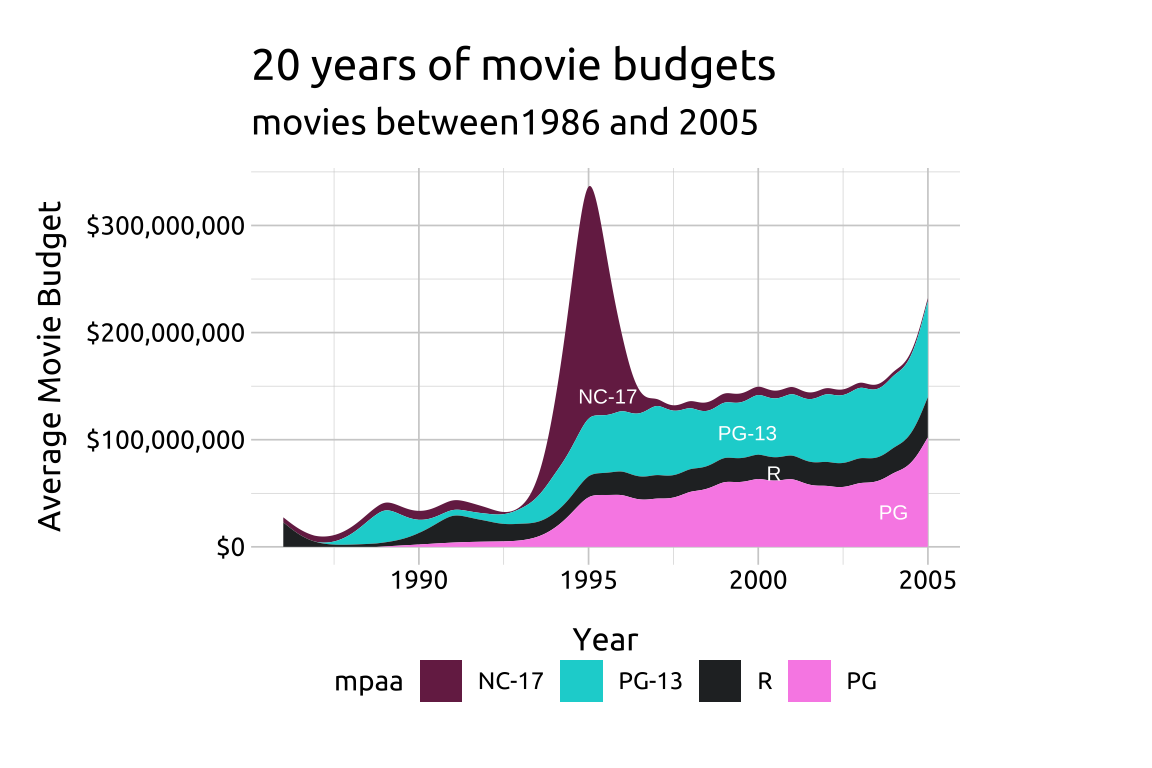 20 years of movie budgets
movies between1986 and 2005
Average Movie Budget
$300,000,000
$200,000,000
$100,000,000
$0
NC-17
PG-13
R
PG
1990 1995 2000 2005
Year
mpaa NC-17 PG-13 R PG